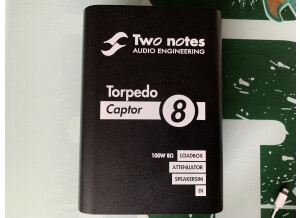 Two notes
AUDIO ENGINEERING
Torpedo
Captor 8
100W 8Ω LOADBOX
ATTENUATOR
SPEAKERSIM
DI